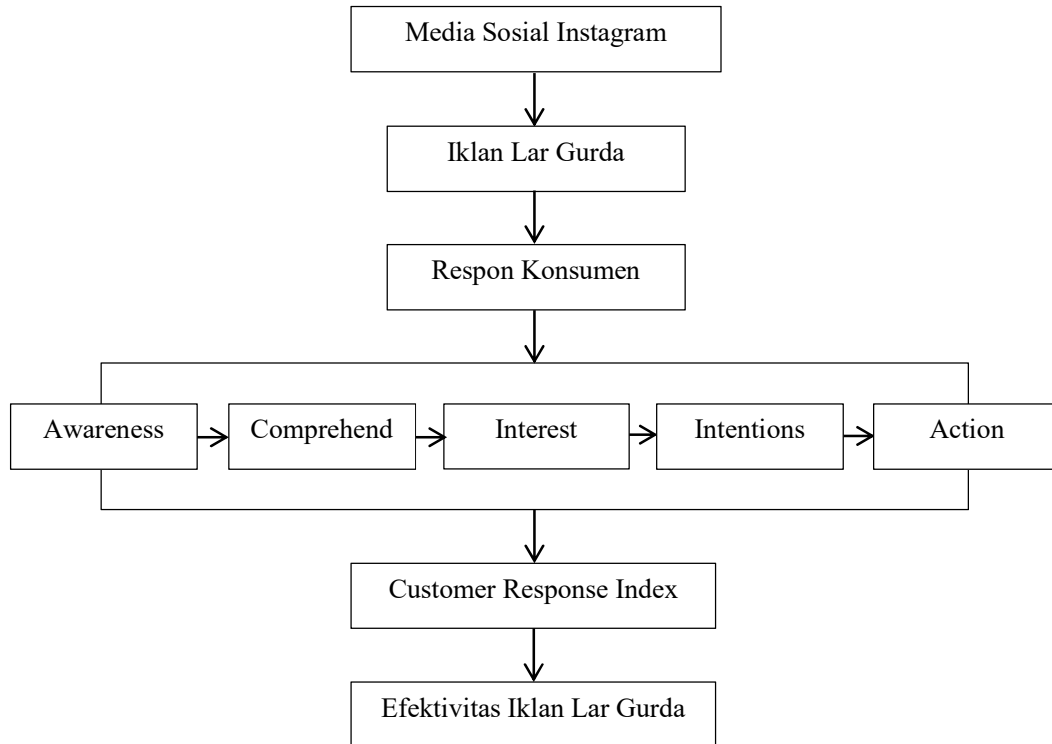 Media Sosial Instagram
Iklan Lar Gurda
Respon Konsumen
Awareness
Comprehend
Interest
Intentions
Action
Customer Response Index
Efektivitas Iklan Lar Gurda